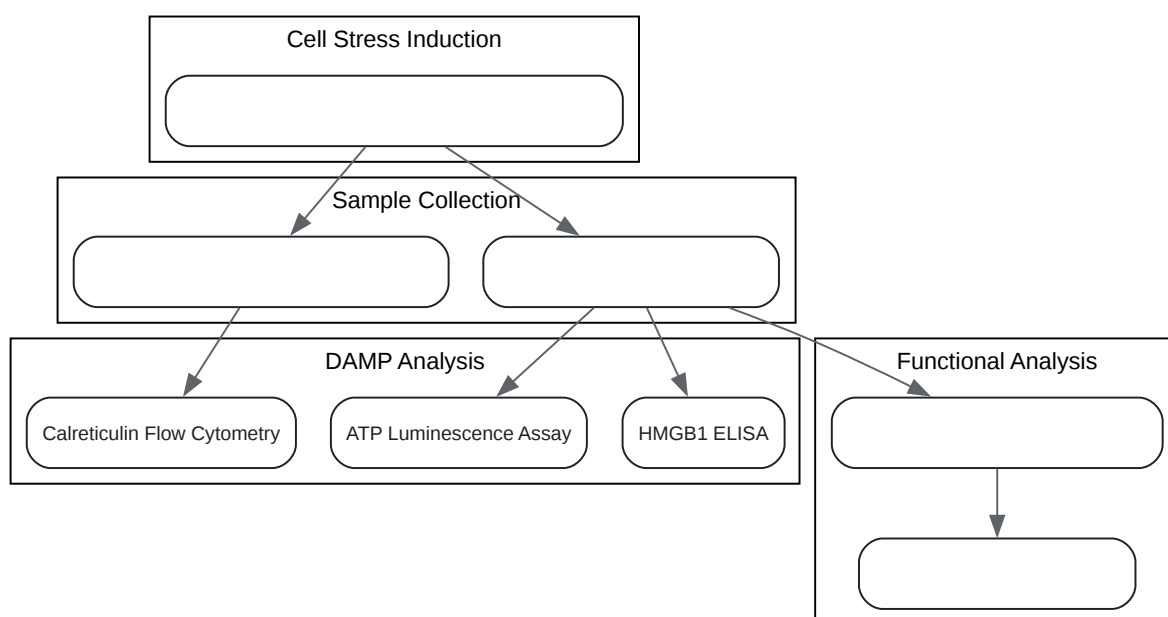 Cell Stress Induction
Sample Collection
DAMP Analysis
Functional Analysis
Calreticulin Flow Cytometry
ATP Luminescence Assay
HMGB1 ELISA